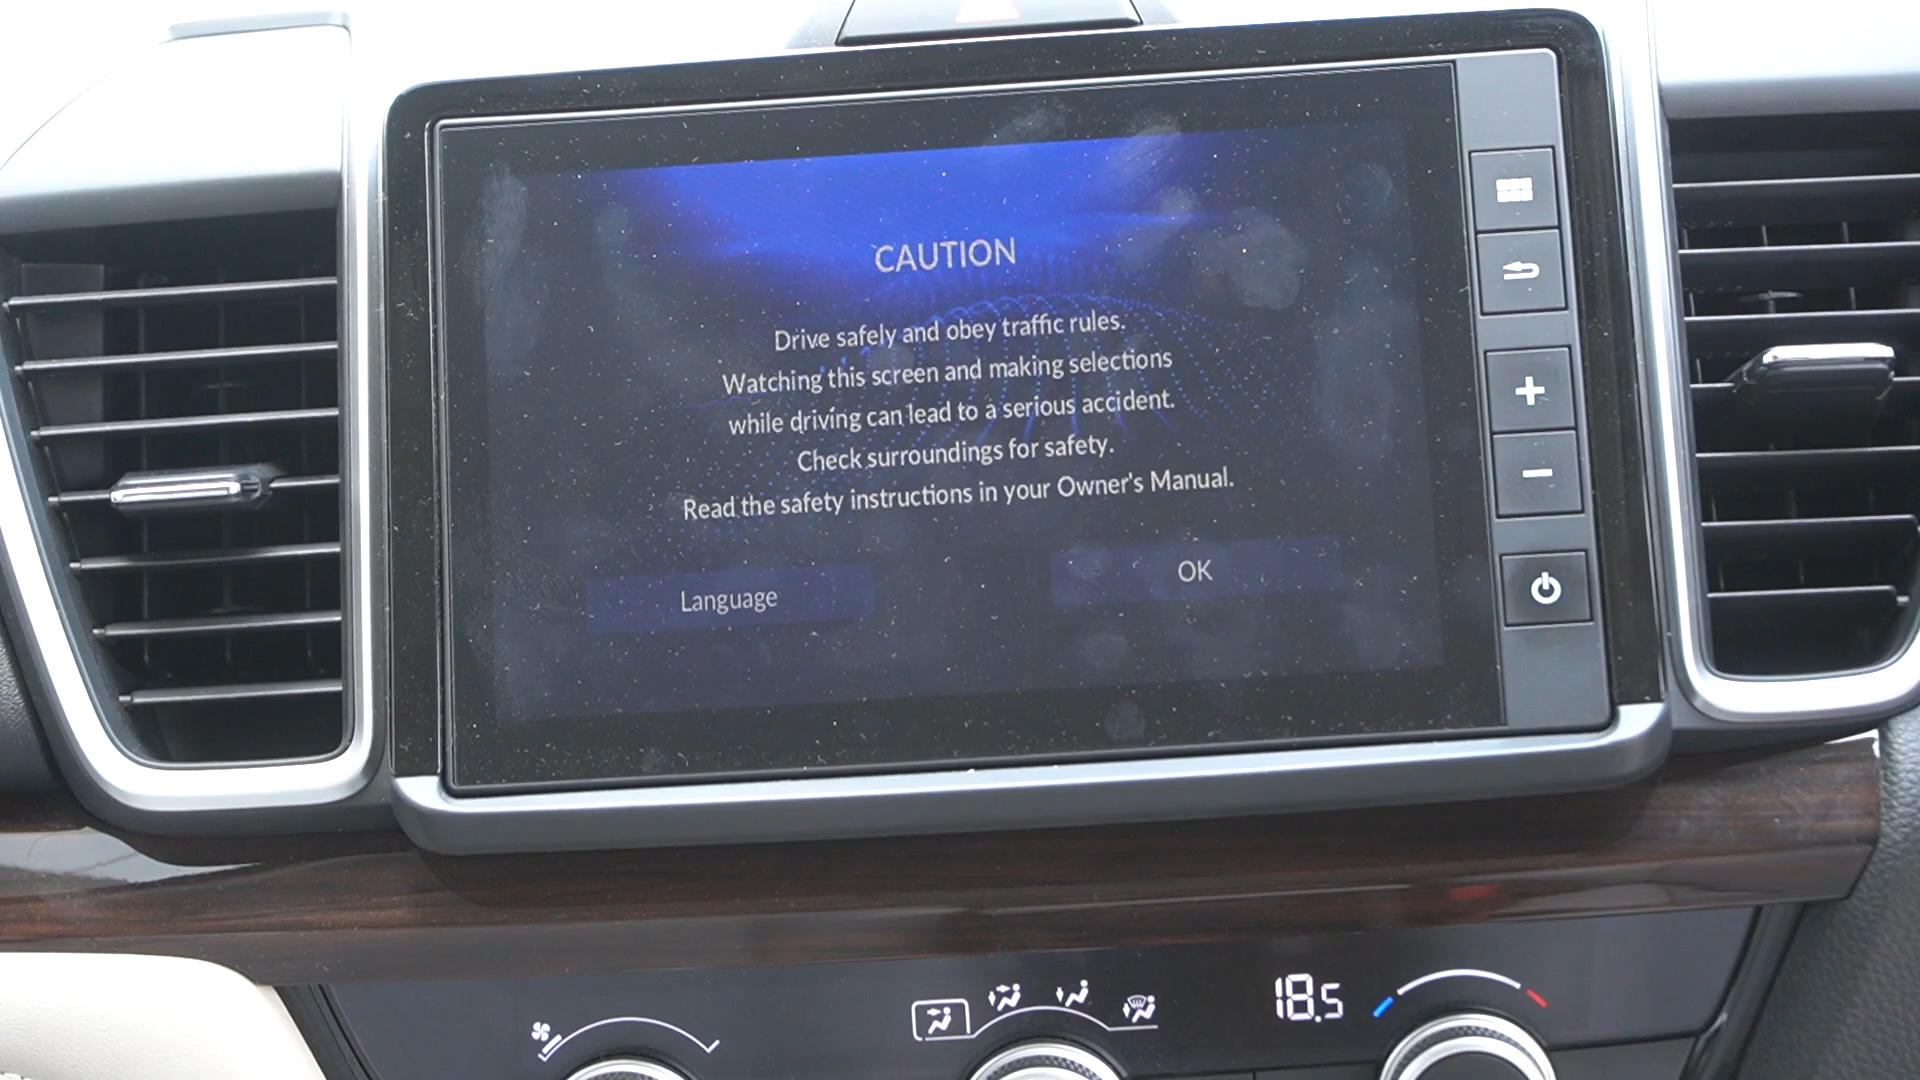 CAUTION
Drive safely and obey traffic rules.
Watching this screen and making selections
while driving can lead to a serious accident.
Check surroundings for safety.
Read the safety instructions in your Owner's Manual.
Language
OK
18.5